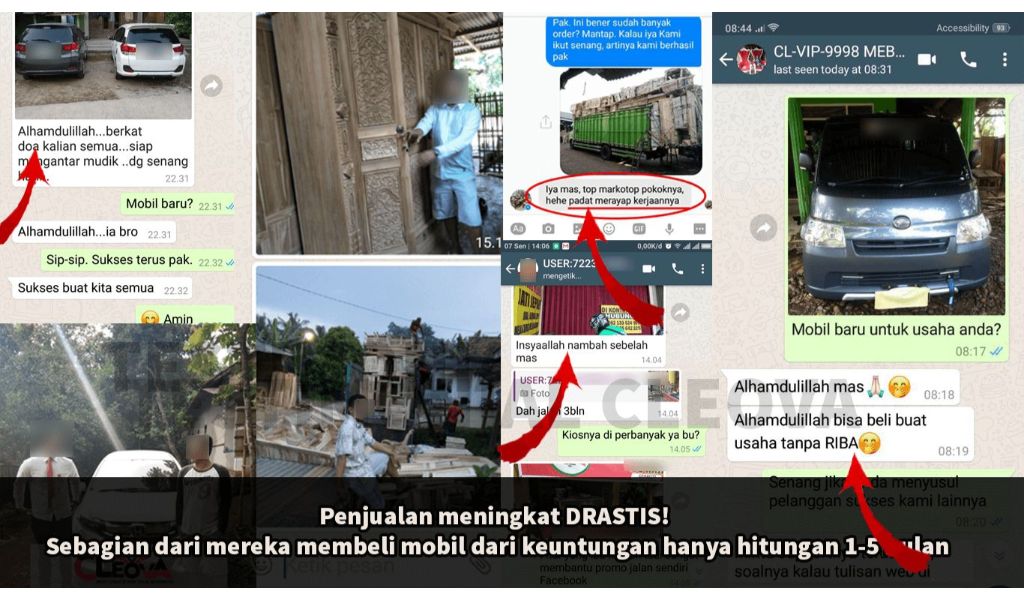 Alhamdulillah...berkat
doa kalian semua...siap
mengantar mudik ..dg senang
22.31
Mobil baru? 22.31
Alhamdulillah...ia bro 22.31
Sip-sip. Sukses terus pak. 22.32
Sukses buat kita semua 22.32
Amin
15.1
Pak. Ini bener sudah banyak
order? Mantap. Kalau iya Kami
ikut senang, artinya kami berhasil
pak
Iya mas, top markotop pokoknya,
hehe padat merayap kerjaannya
Aa
GIF
07 Sen | 14:06
0,00K/d
USER:7223
mengetik...
Insyaallah nambah sebelah
mas 14.04
Foto
Dah jalan 3bln 14.04
Kiosnya di perbanyak ya bu?
14.05
08:44
Accessibility 93
CL-VIP-9998 MEB...
last seen today at 08:31
Mobil baru untuk usaha anda?
08:17
Alhamdulillah mas 08:18
Alhamdulillah bisa beli buat
usaha tanpa RIBA 08:19
CLEOVA
Senang
menyusul
pelanggan sukses kami lainnya
08:20
Penjualan meningkat DRASTIS!
Sebagian dari mereka membeli mobil dari keuntungan hanya hitungan 1-5 bulan
CLEOVA
Ketik pesan
membantu promo jalan sendiri
Facebook
soalnya kalau tulisan web di